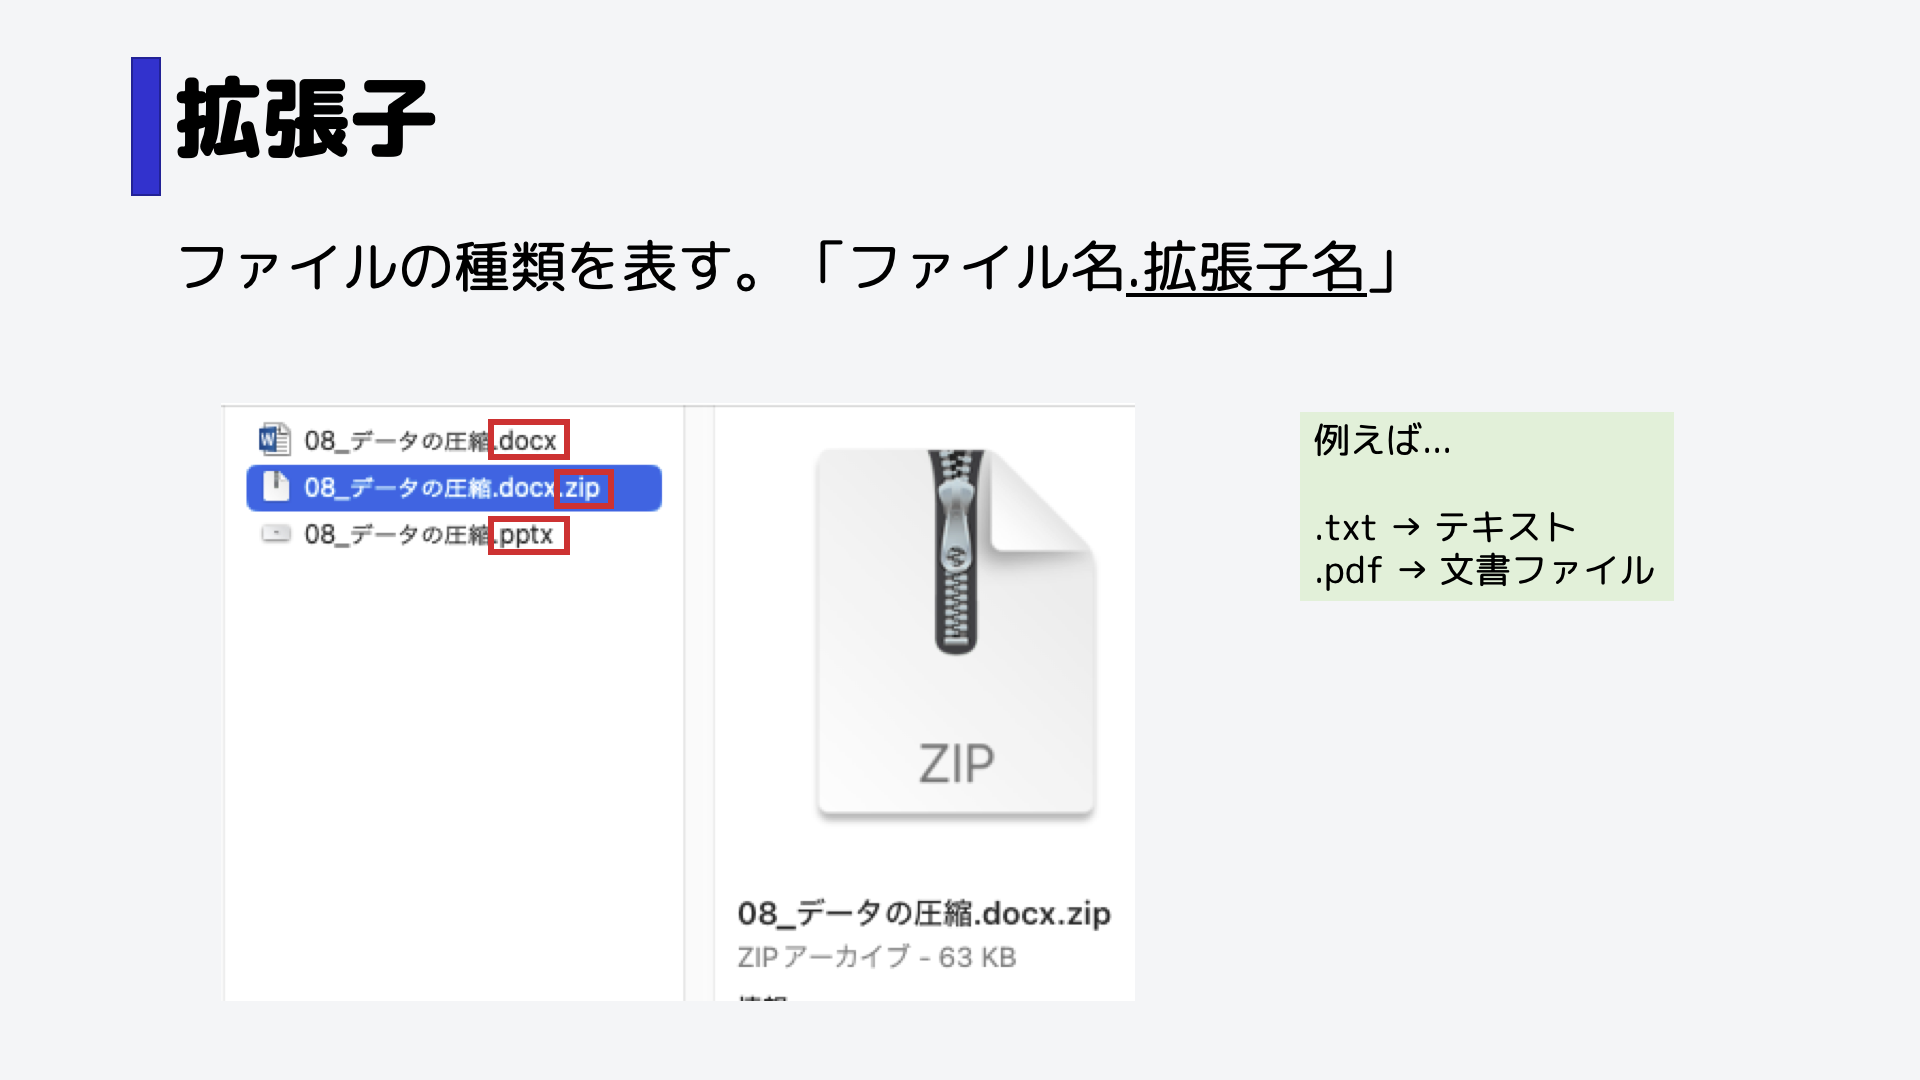 拡張子
ファイルの種類を表す。「ファイル名.拡張子名」
08_データの圧縮.docx
08_データの圧縮.docx.zip
08_データの圧縮.pptx
ZIP
08_データの圧縮.docx.zip
ZIPアーカイブ - 63 KB
例えば...
.txt → テキスト
.pdf → 文書ファイル